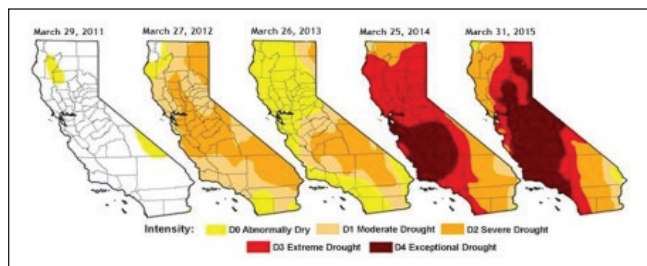 March 29, 2011 March 27, 2012 March 26, 2013 March 25, 2014 March 31, 2015
Intensity: D0 Abnormally Dry D1 Moderate Drought D2 Severe Drought
D3 Extreme Drought D4 Exceptional Drought